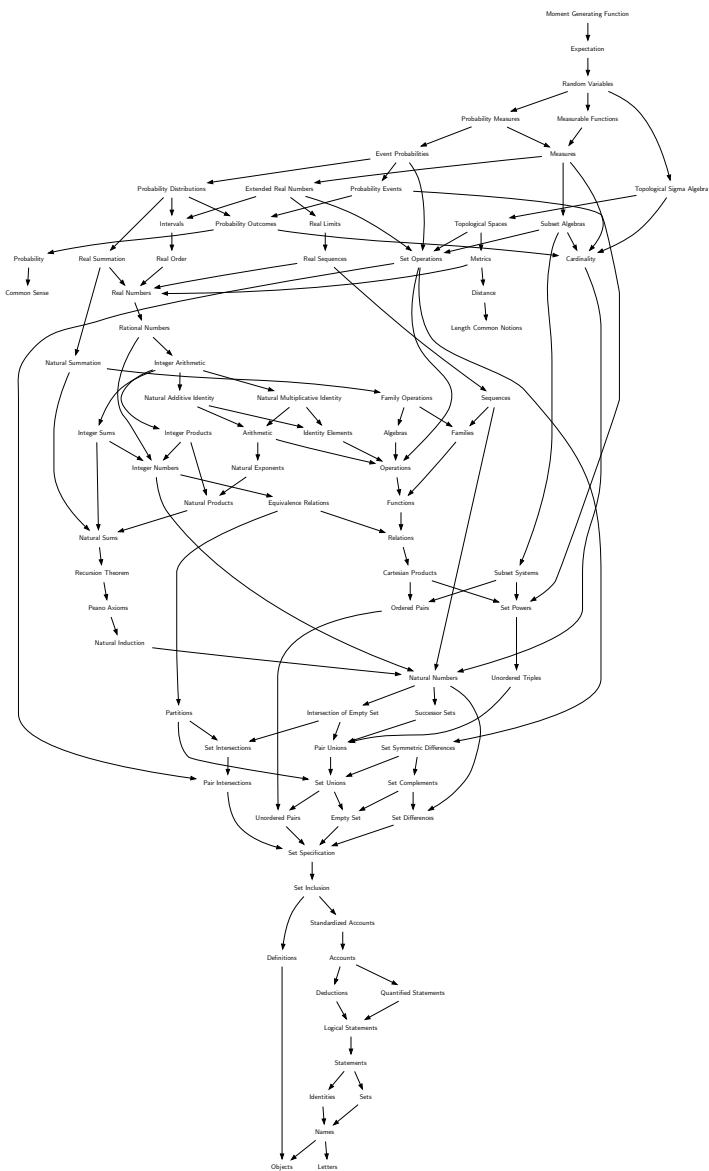 Moment Generating Function
Expectation
Random Variables
Probability Measures
Measurable Functions
Event Probabilities
Measures
Probability Distributions
Extended Real Numbers
Probability Events
Topological Sigma Algebra
Intervals
Probability Outcomes
Real Limits
Topological Spaces
Subset Algebras
Probability
Real Summation
Real Order
Real Sequences
Set Operations
Metrics
Cardinality
Common Sense
Real Numbers
Distance
Rational Numbers
Length Common Notions
Natural Summation
Integer Arithmetic
Natural Additive Identity
Natural Multiplicative Identity
Family Operations
Sequences
Integer Sums
Integer Products
Arithmetic
Identity Elements
Algebras
Families
Integer Numbers
Natural Exponents
Operations
Natural Products
Equivalence Relations
Functions
Natural Sums
Relations
Recursion Theorem
Cartesian Products
Subset Systems
Peano Axioms
Ordered Pairs
Set Powers
Natural Induction
Natural Numbers
Unordered Triples
Partitions
Intersection of Empty Set
Successor Sets
Set Intersections
Pair Unions
Set Symmetric Differences
Pair Intersections
Set Unions
Set Complements
Unordered Pairs
Empty Set
Set Differences
Set Specification
Set Inclusion
Standardized Accounts
Definitions
Accounts
Deductions
Quantified Statements
Logical Statements
Statements
Identities
Sets
Names
Objects
Letters